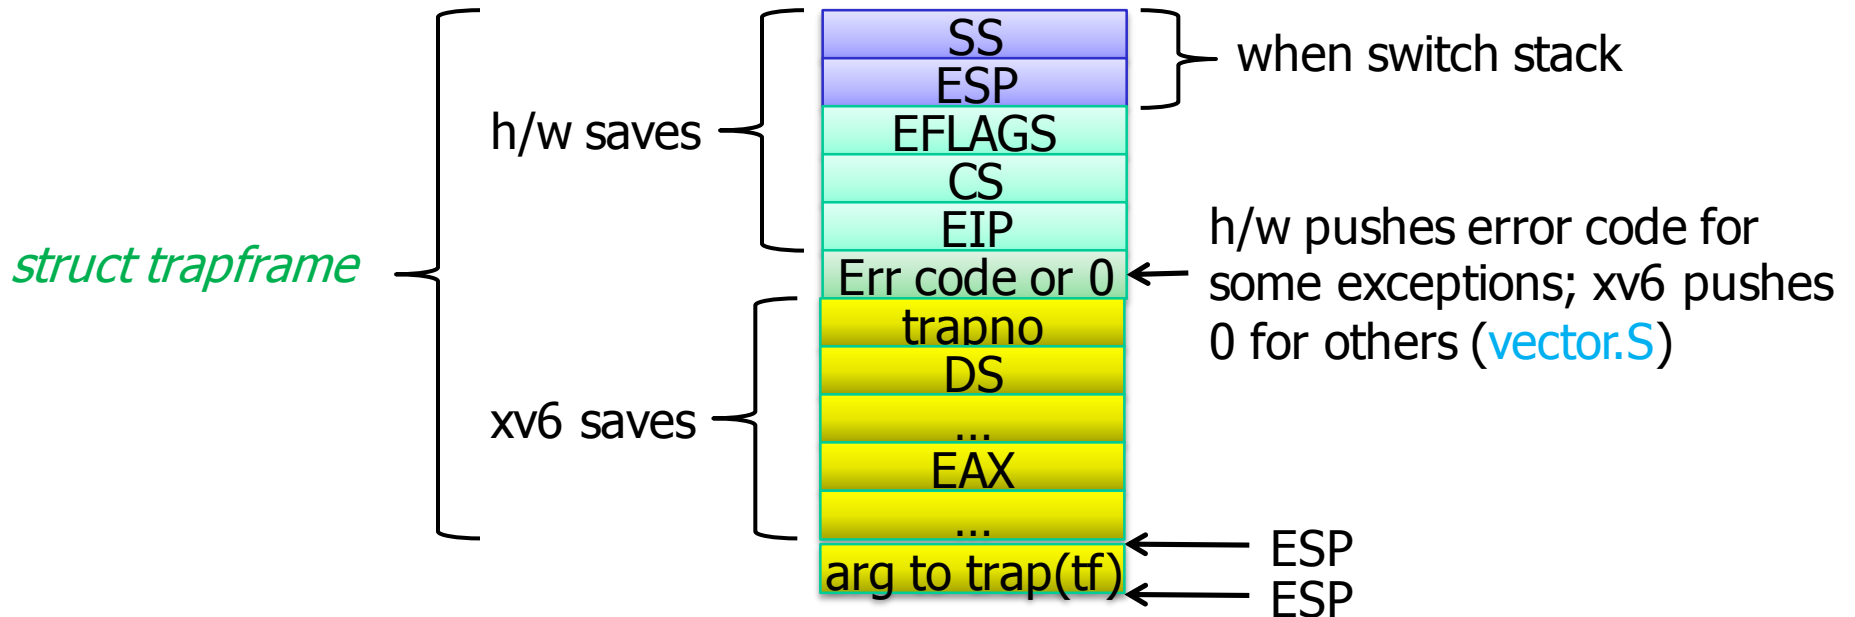 SS
ESP
when switch stack
h/w saves
EFLAGS
CS
EIP
struct trapframe
Err code or 0
h/w pushes error code for
some exceptions; xv6 pushes
0 for others (vector.S)
trapno
DS
xv6 saves
...
EAX
...
ESP
arg to trap(tf)
ESP